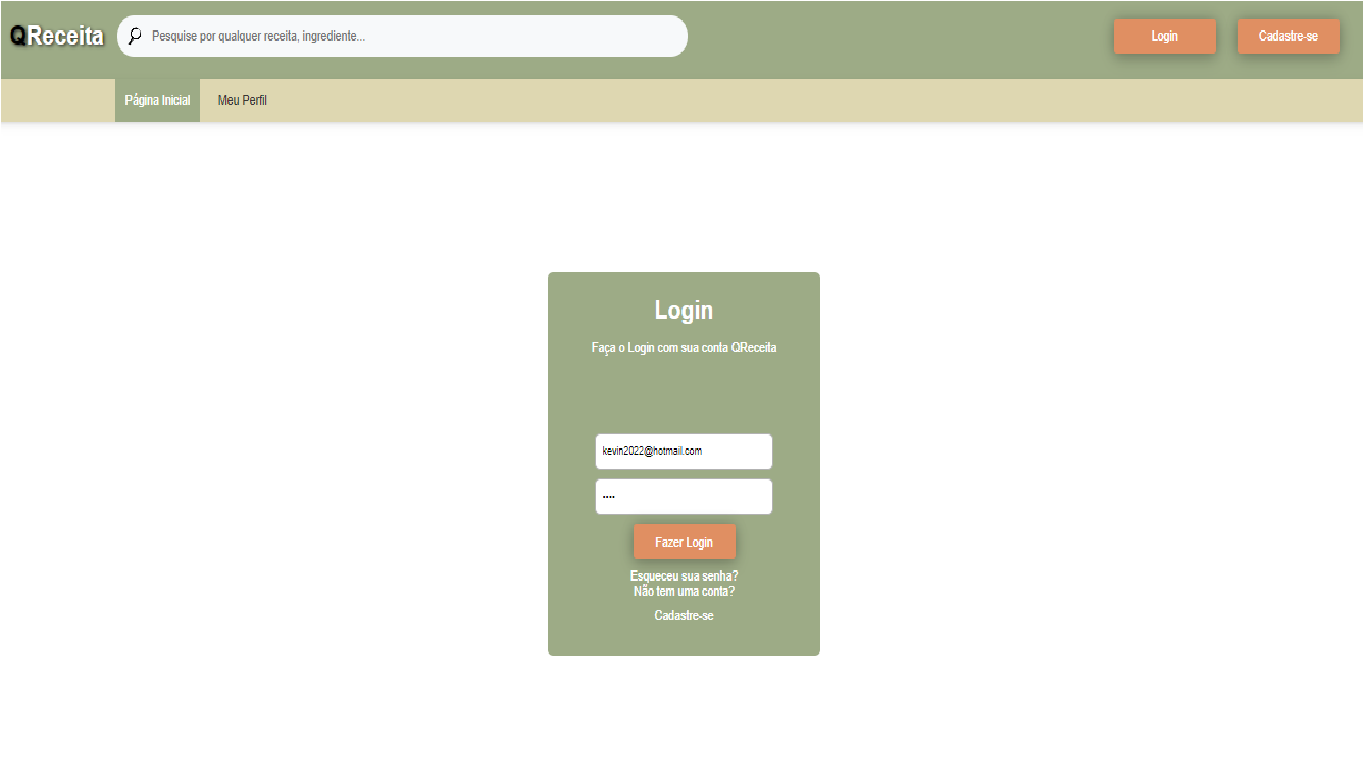 QReceita
Pesquise por qualquer receita, ingrediente...
Login
Cadastre-se
Página Inicial
Meu Perfil
Login
Faça o Login com sua conta QReceita
kevin2022@hotmaill.com
....
Fazer Login
Esqueceu sua senha?
Não tem uma conta?
Cadastre-se